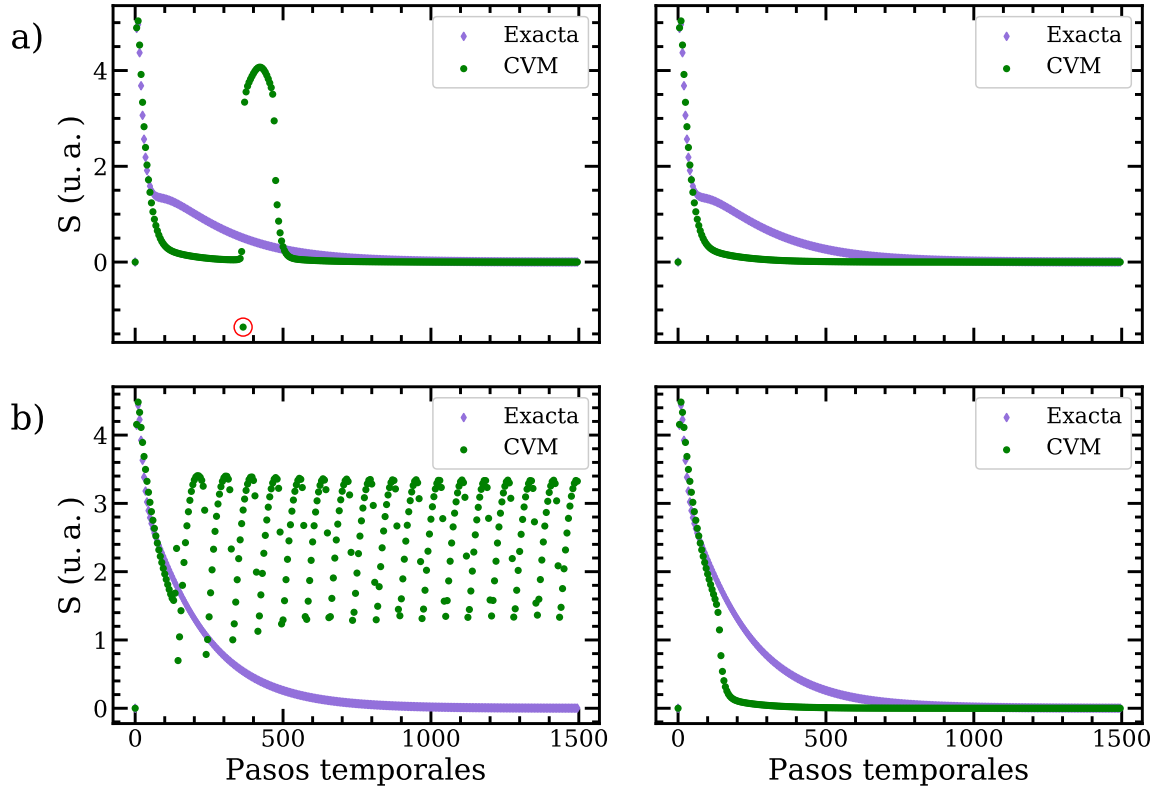 a)
S (u. a. )
4
2
0
Exacta
CVM
Exacta
CVM
b)
S (u. a. )
4
3
2
1
0
Exacta
CVM
Exacta
CVM
0 500 1000 1500
0 500 1000 1500
Pasos temporales
Pasos temporales